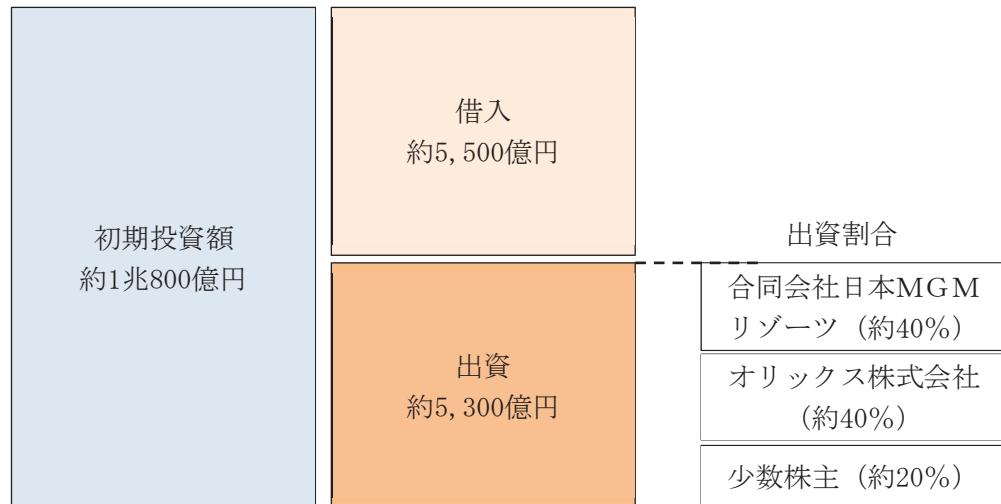 初期投資額
約1兆800億円
借入
約5,500億円
出資
約5,300億円
出資割合
合同会社日本ＭＧＭ
リゾーツ（約40％）
オリックス株式会社
（約40％）
少数株主（約20％）